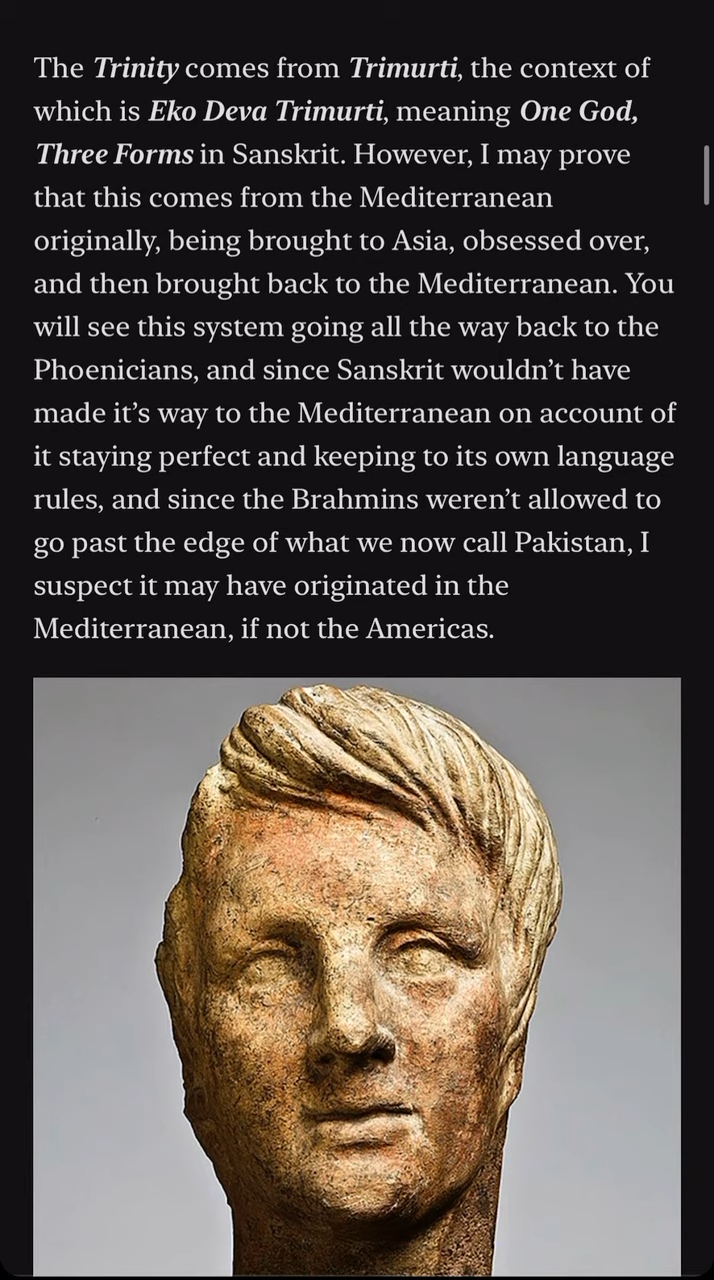 The Trinity comes from Trimurti, the context of
which is Eko Deva Trimurti, meaning One God,
Three Forms in Sanskrit. However, I may prove
that this comes from the Mediterranean
originally, being brought to Asia, obsessed over,
and then brought back to the Mediterranean. You
will see this system going all the way back to the
Phoenicians, and since Sanskrit wouldn’t have
made it’s way to the Mediterranean on account of
it staying perfect and keeping to its own language
rules, and since the Brahmins weren’t allowed to
go past the edge of what we now call Pakistan, I
suspect it may have originated in the
Mediterranean, if not the Americas.